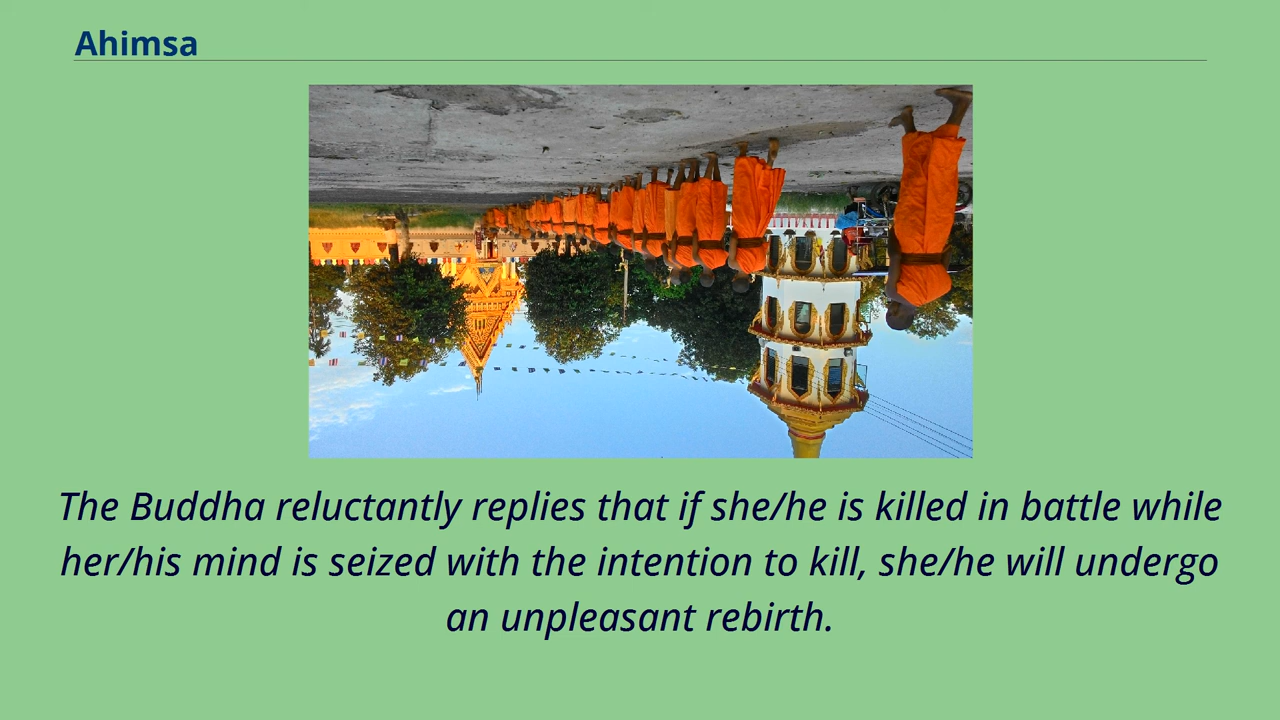 Ahimsa
The Buddha reluctantly replies that if she/he is killed in battle while
her/his mind is seized with the intention to kill, she/he will undergo
an unpleasant rebirth.